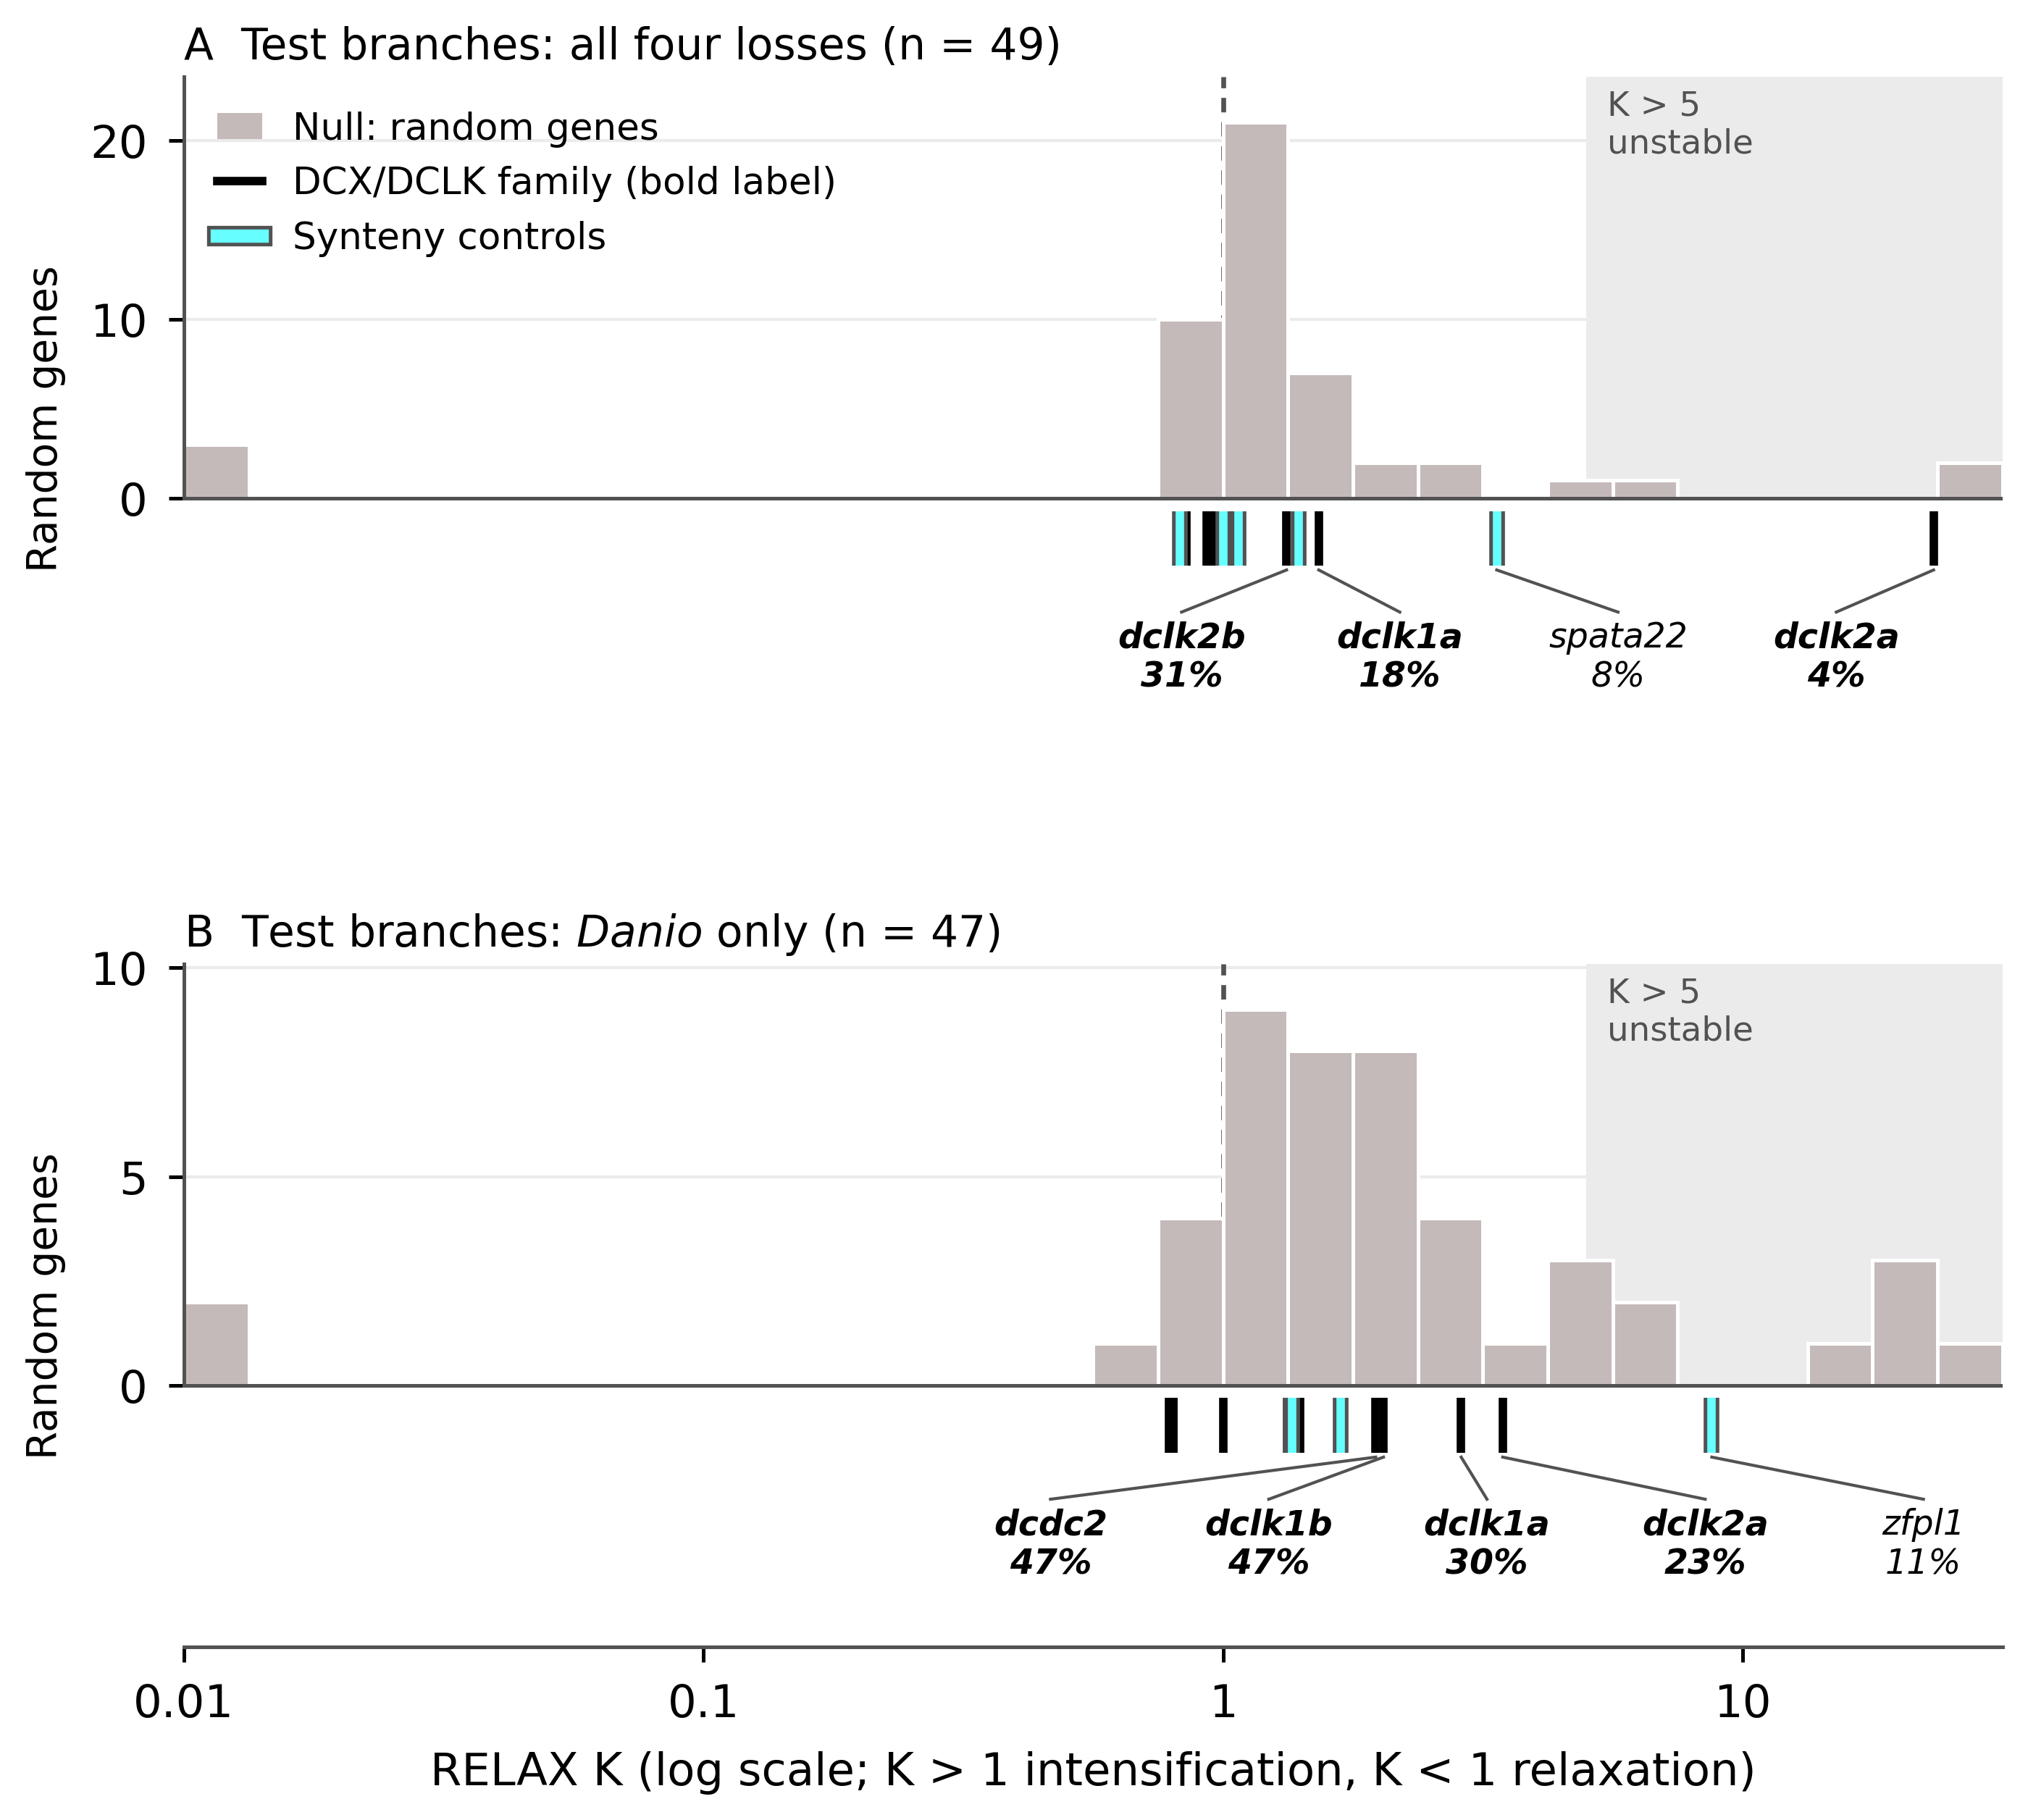 A Test branches: all four losses (n = 49)
K > 5
unstable
Null: random genes
DCX/DCLK family (bold label)
Synteny controls
20
10
0
Random genes
dclk2b
31%
dclk1a
18%
spata22
8%
dclk2a
4%
B Test branches: Danio only (n = 47)
K > 5
unstable
10
5
0
Random genes
dcdc2
47%
dclk1b
47%
dclk1a
30%
dclk2a
23%
zfpl1
11%
0.01
0.1
1
10
RELAX K (log scale; K > 1 intensification, K < 1 relaxation)